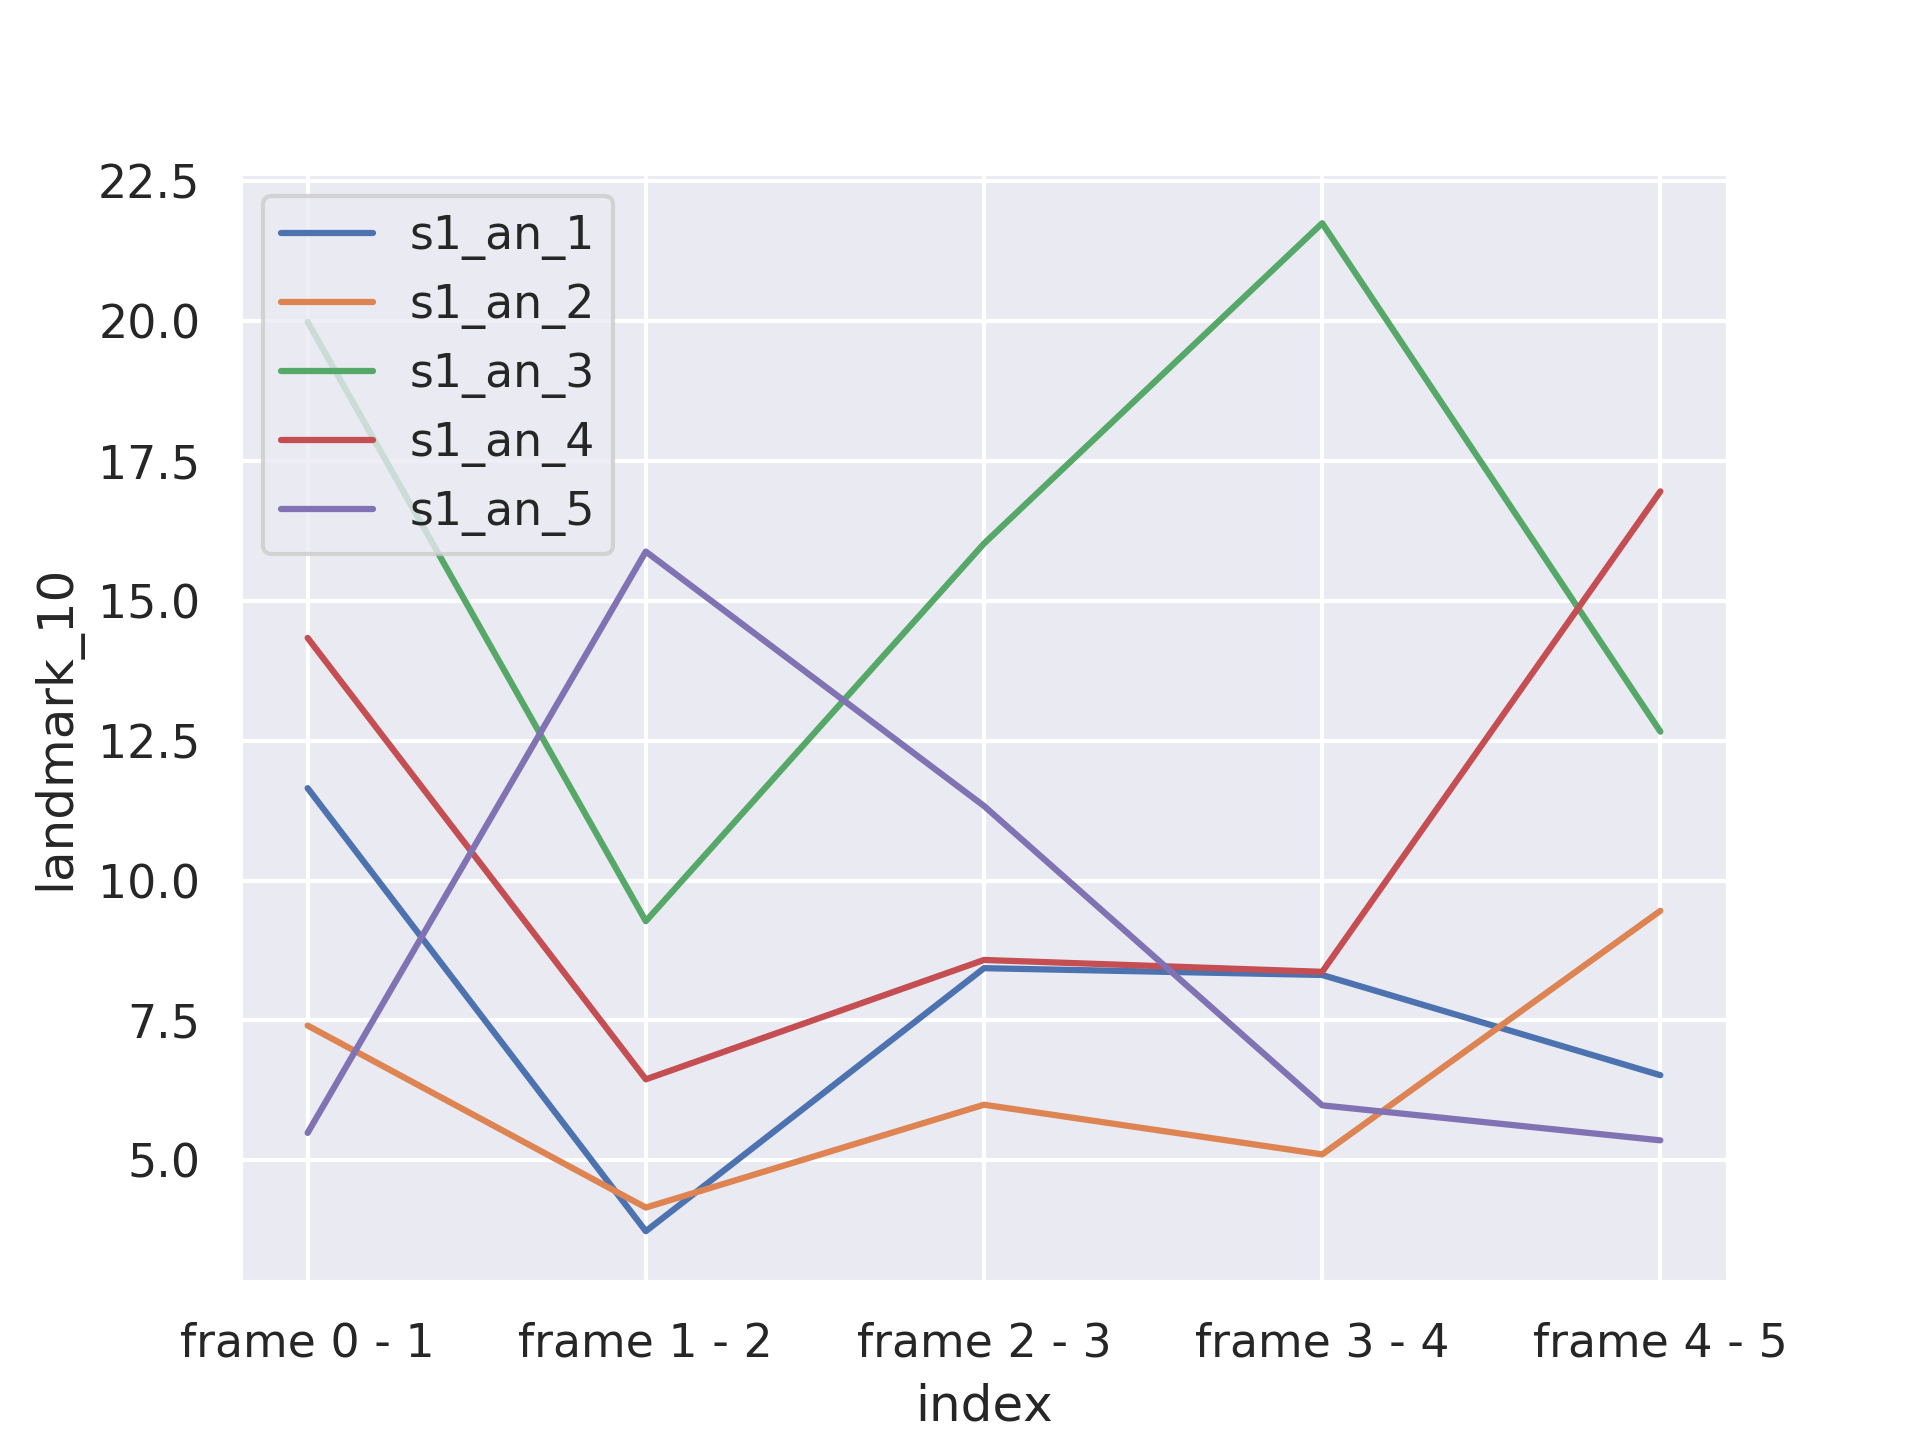 22.5
20.0
17.5
15.0
12.5
10.0
7.5
5.0
landmark_10
s1_an_1
s1_an_2
s1_an_3
s1_an_4
s1_an_5
frame 0 - 1 frame 1 - 2 frame 2 - 3 frame 3 - 4 frame 4 - 5
index